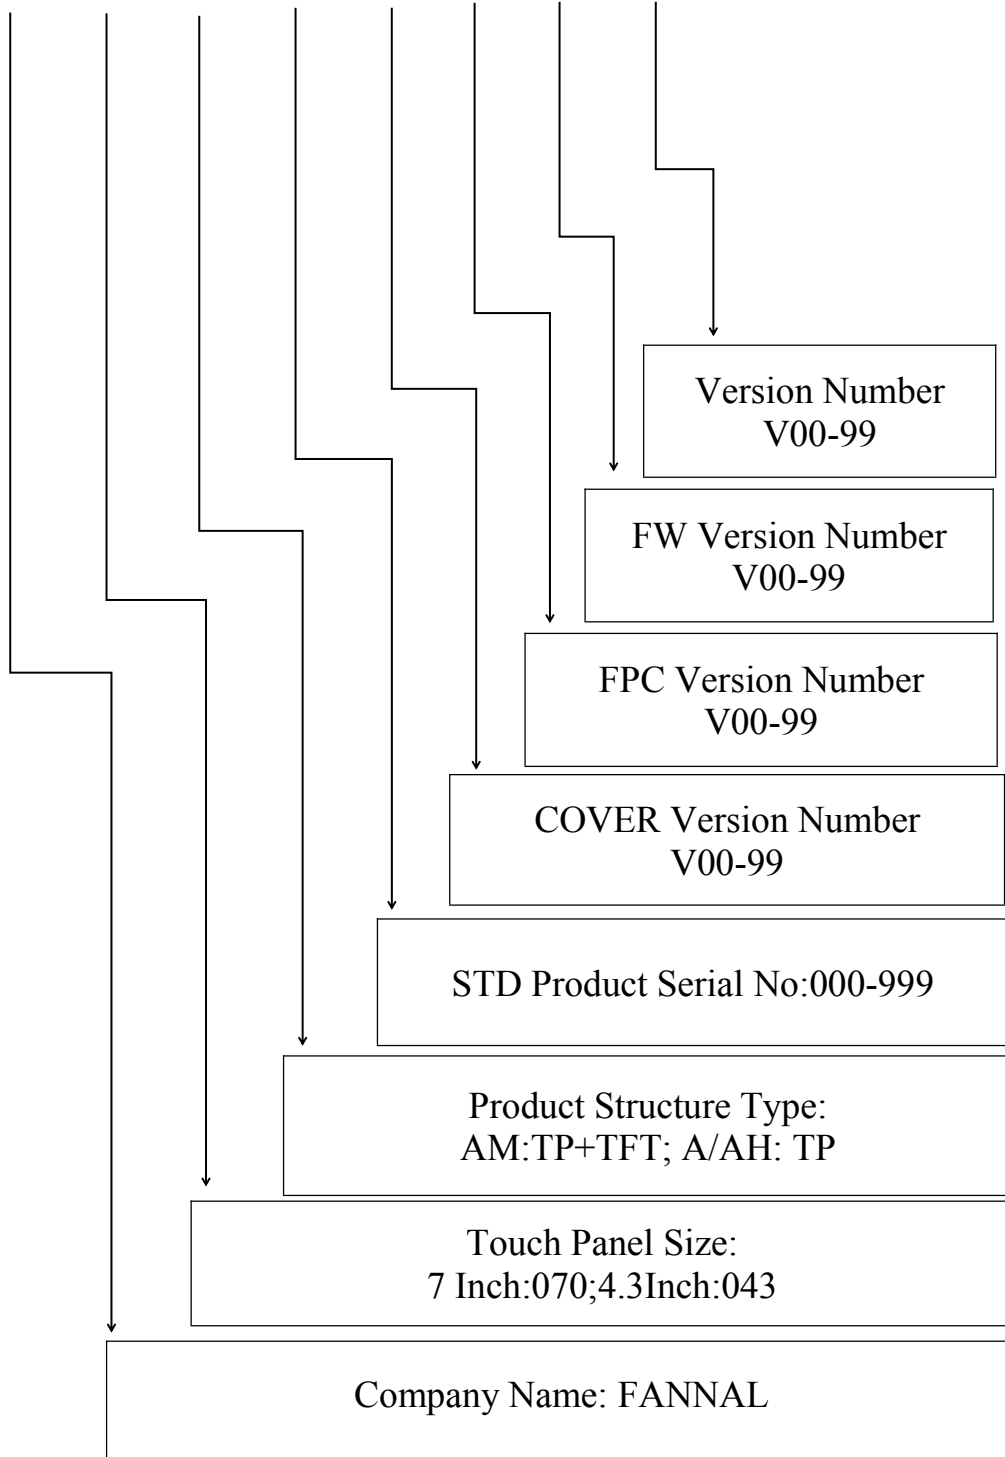 Version Number
V00-99
FW Version Number
V00-99
FPC Version Number
V00-99
COVER Version Number
V00-99
STD Product Serial No:000-999
Product Structure Type:
AM:TP+TFT; A/AH: TP
Touch Panel Size:
7 Inch:070;4.3Inch:043
Company Name: FANNAL